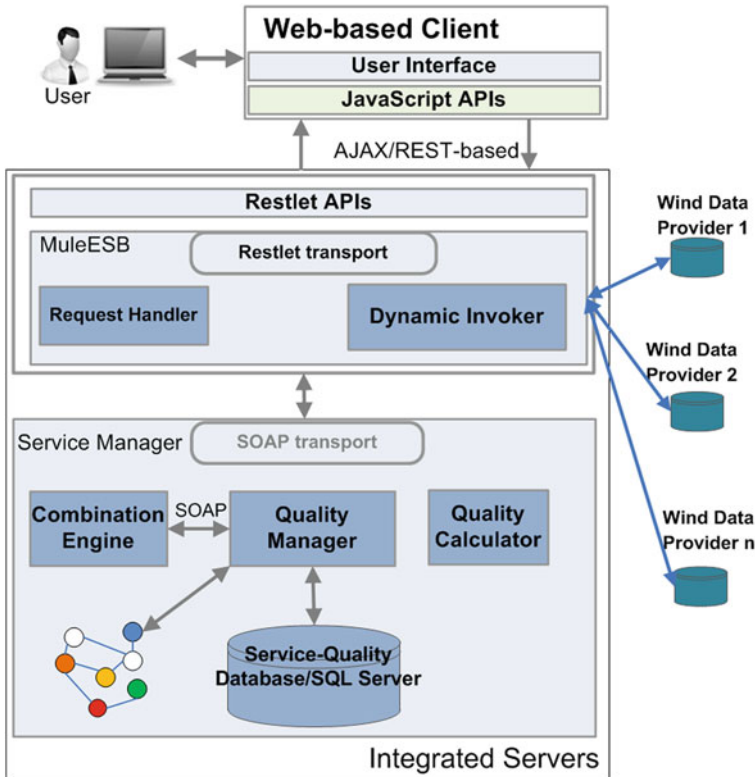 Web-based Client
User Interface
JavaScript APIs
User
AJAX/REST-based
Restlet APIs
MuleESB
Restlet transport
Request Handler
Dynamic Invoker
Wind Data
Provider 1
Wind Data
Provider 2
Wind Data
Provider n
Service Manager
SOAP transport
Combination
Engine
SOAP
Quality
Manager
Quality
Calculator
Service-Quality
Database/SQL Server
Integrated Servers